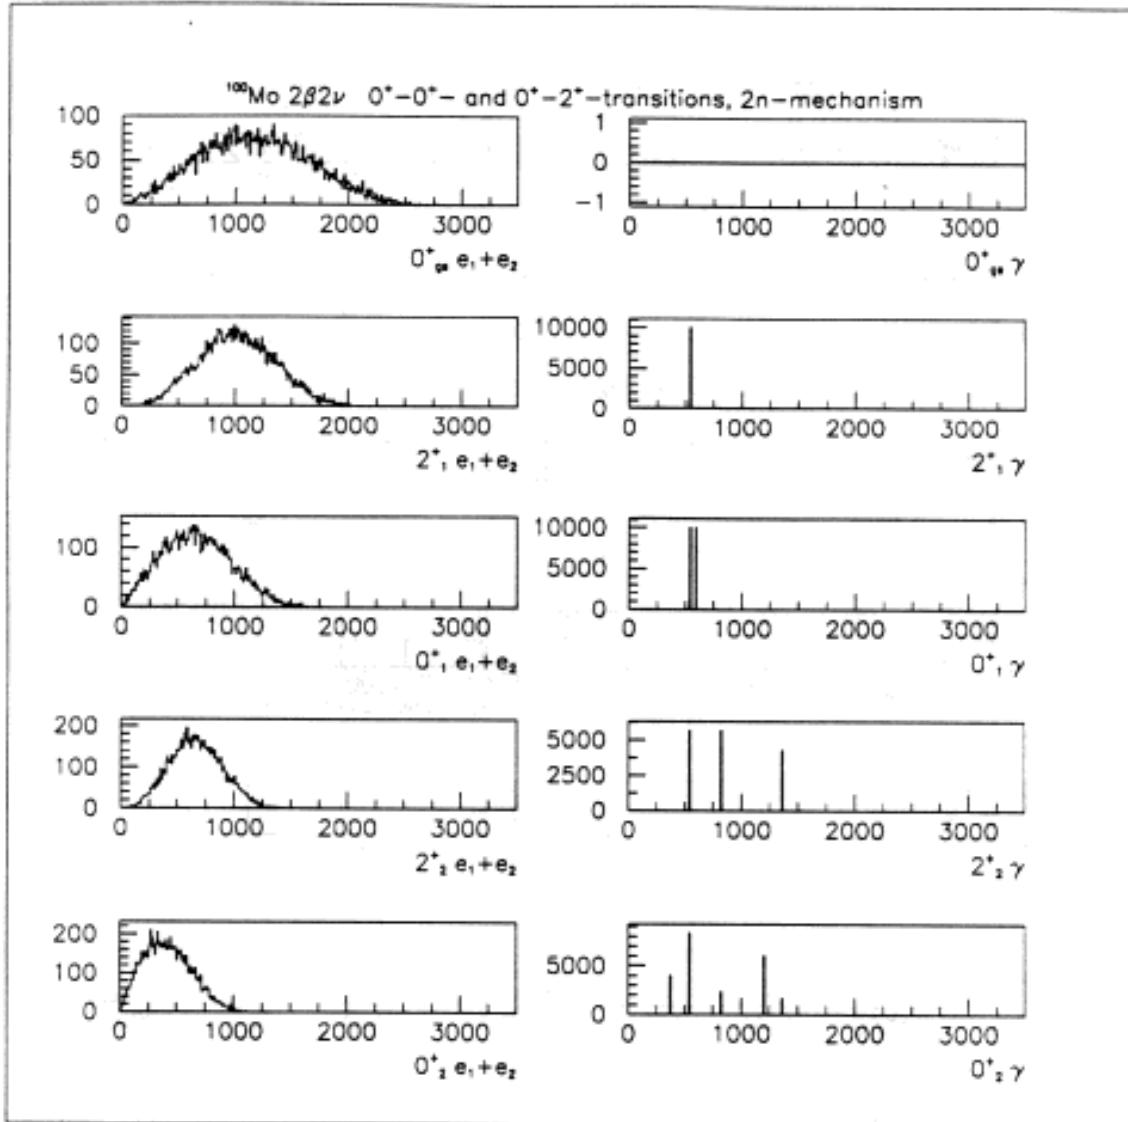 ¹⁰⁰Mo 2β2ν 0⁺-0⁺- and 0⁺-2⁺-transitions, 2n-mechanism
100
50
0
0 1000 2000 3000
0⁺gs e₁+e₂
1
0
-1
0 1000 2000 3000
0⁺gs γ
100
50
0
0 1000 2000 3000
2⁺₁ e₁+e₂
10000
5000
0
0 1000 2000 3000
2⁺₁ γ
100
0
0 1000 2000 3000
0⁺₁ e₁+e₂
10000
5000
0
0 1000 2000 3000
0⁺₁ γ
200
100
0
0 1000 2000 3000
2⁺₂ e₁+e₂
5000
2500
0
0 1000 2000 3000
2⁺₂ γ
200
100
0
0 1000 2000 3000
0⁺₂ e₁+e₂
5000
0
0 1000 2000 3000
0⁺₂ γ